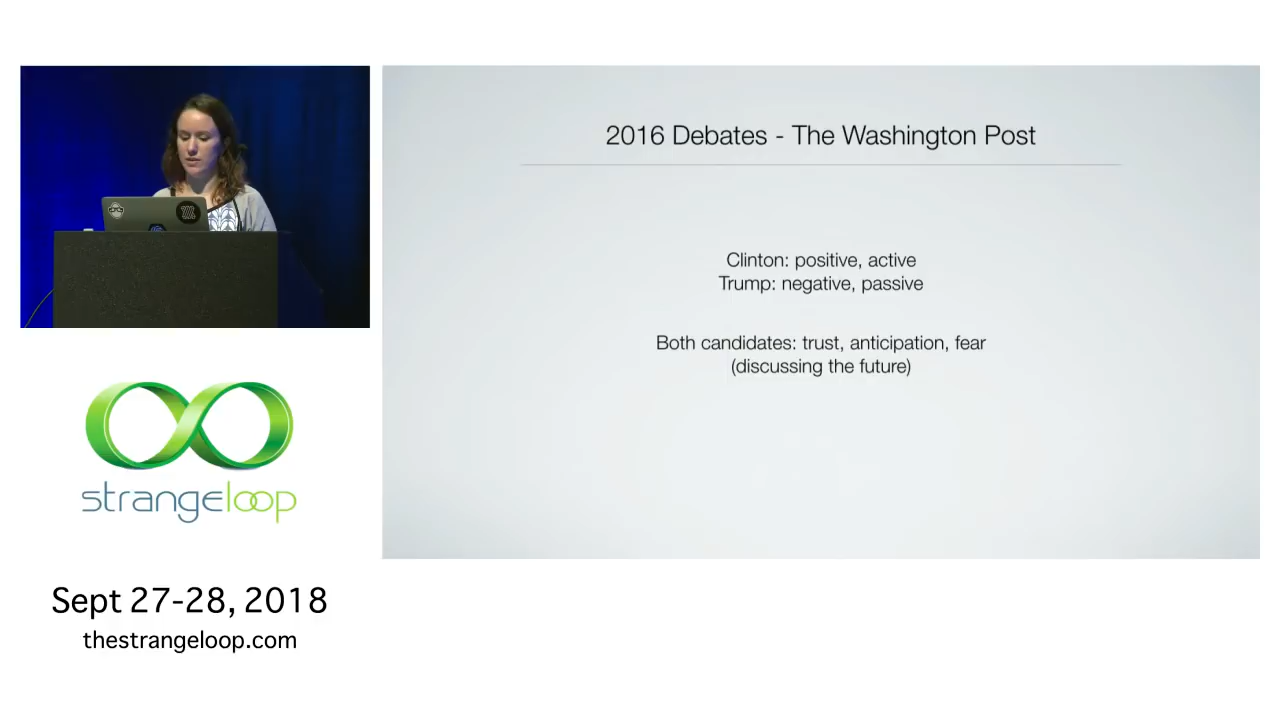 2016 Debates - The Washington Post
Clinton: positive, active
Trump: negative, passive
Both candidates: trust, anticipation, fear
(discussing the future)
strangeloop
Sept 27-28, 2018
thestrangeloop.com